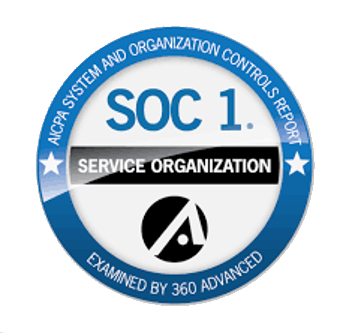 AICPA SYSTEM AND ORGANIZATION CONTROLS REPORT
SOC 1.
SERVICE ORGANIZATION
EXAMINED BY 360 ADVANCED